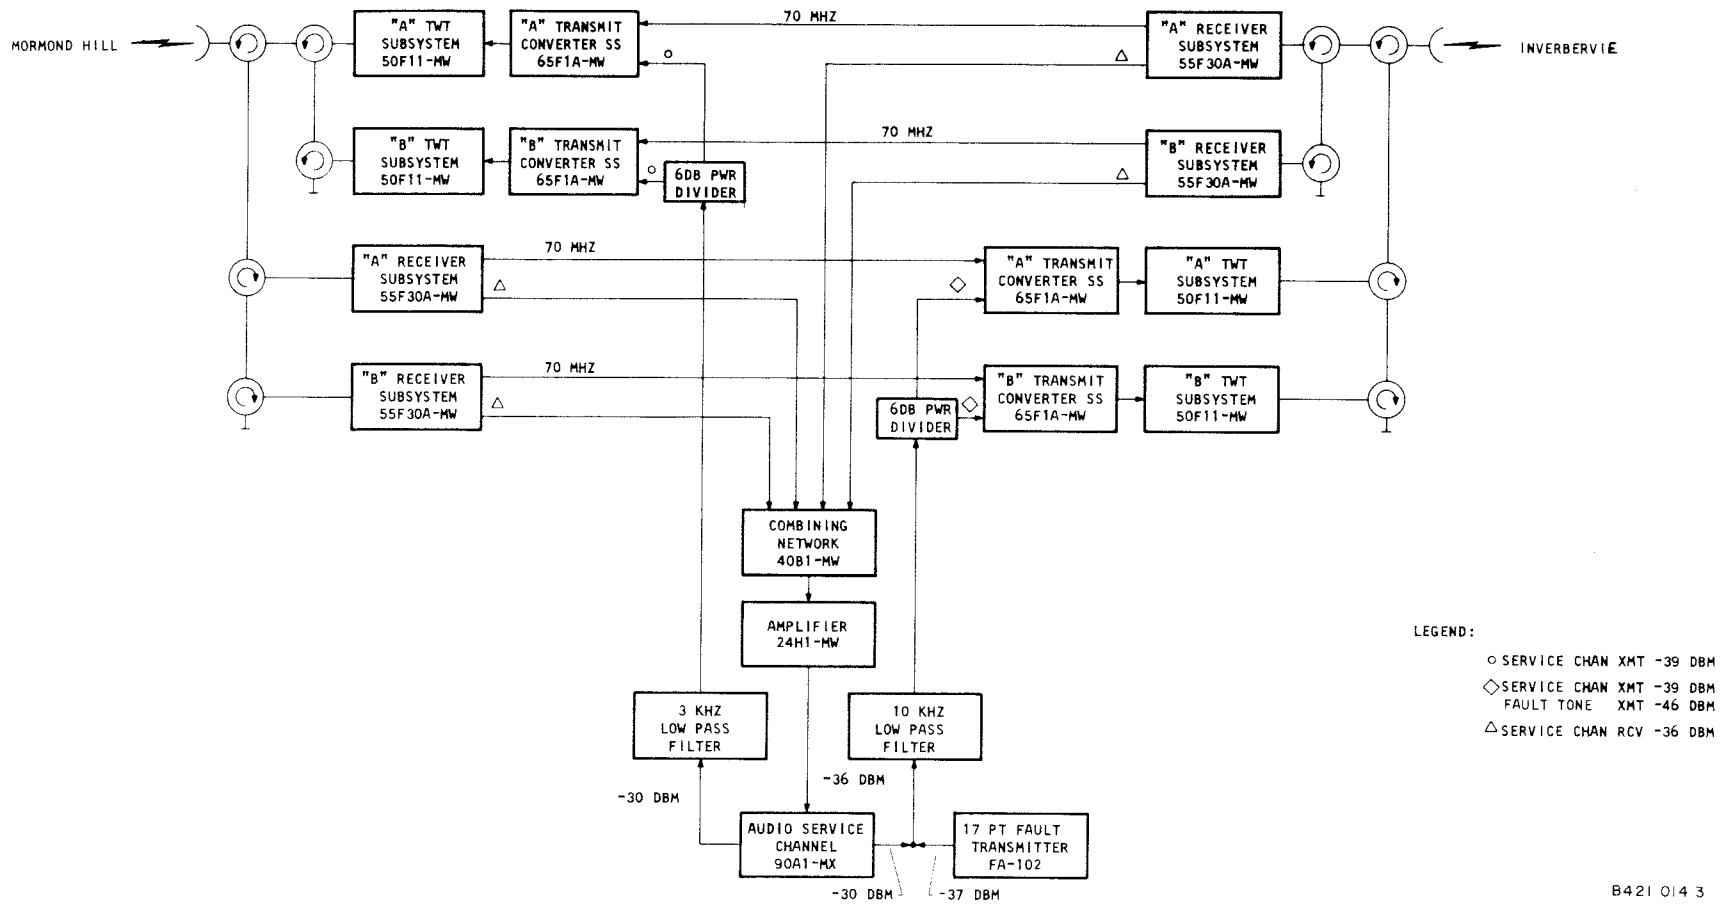 MORMOND HILL
"A" TWT
SUBSYSTEM
50F11-MW
"A" TRANSMIT
CONVERTER SS
65F1A-MW
70 MHZ
"A" RECEIVER
SUBSYSTEM
55F30A-MW
INVERBERVIE
"B" TWT
SUBSYSTEM
50F11-MW
"B" TRANSMIT
CONVERTER SS
65F1A-MW
6DB PWR
DIVIDER
70 MHZ
"B" RECEIVER
SUBSYSTEM
55F30A-MW
"A" RECEIVER
SUBSYSTEM
55F30A-MW
70 MHZ
"A" TRANSMIT
CONVERTER SS
65F1A-MW
"A" TWT
SUBSYSTEM
50F11-MW
"B" RECEIVER
SUBSYSTEM
55F30A-MW
70 MHZ
6DB PWR
DIVIDER
"B" TRANSMIT
CONVERTER SS
65F1A-MW
"B" TWT
SUBSYSTEM
50F11-MW
COMBINING
NETWORK
40B1-MW
AMPLIFIER
24H1-MW
3 KHZ
LOW PASS
FILTER
10 KHZ
LOW PASS
FILTER
-30 DBM
-36 DBM
AUDIO SERVICE
CHANNEL
90A1-MX
17 PT FAULT
TRANSMITTER
FA-102
-30 DBM
-37 DBM
LEGEND:
○ SERVICE CHAN XMT -39 DBM
◇ SERVICE CHAN XMT -39 DBM
FAULT TONE XMT -46 DBM
△ SERVICE CHAN RCV -36 DBM
B421 014 3